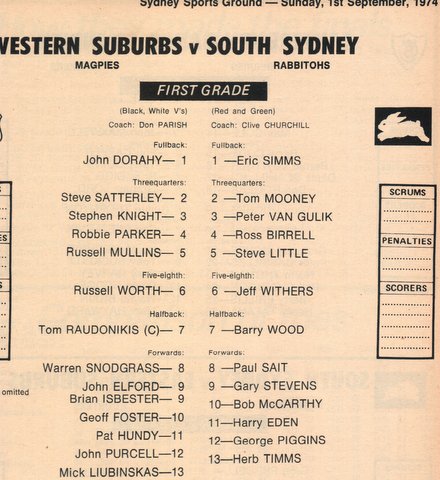 Sydney Sports Ground — Sunday, 1st September, 1974
WESTERN SUBURBS v SOUTH SYDNEY
MAGPIES RABBITOHS
FIRST GRADE
(Black, White V's) (Red and Green)
Coach: Don PARISH Coach: Clive CHURCHILL
Fullback: Fullback:
John DORAHY— 1 1 —Eric SIMMS
Threequarters: Threequarters:
Steve SATTERLEY— 2 2 —Tom MOONEY
Stephen KNIGHT— 3 3 —Peter VAN GULIK
Robbie PARKER— 4 4 —Ross BIRRELL
Russell MULLINS— 5 5 —Steve LITTLE
Five-eighth: Five-eighth:
Russell WORTH— 6 6 —Jeff WITHERS
Halfback: Halfback:
Tom RAUDONIKIS (C)— 7 7 —Barry WOOD
Forwards: Forwards:
Warren SNODGRASS— 8 8 —Paul SAIT
John ELFORD— 9 9 —Gary STEVENS
omitted Brian ISBESTER— 9 10—Bob McCARTHY
Geoff FOSTER—10 11—Harry EDEN
Pat HUNDY—11 12—George PIGGINS
John PURCELL—12 13—Herb TIMMS
Mick LIUBINSKAS—13
SCRUMS
PENALTIES
SCORERS